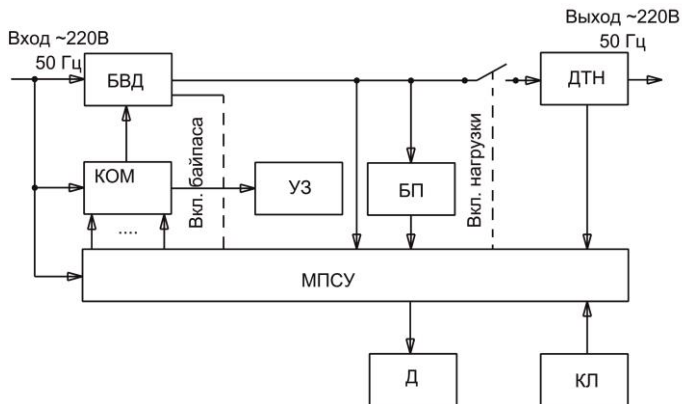 Вход ~220В
50 Гц
БВД
Выход ~220В
50 Гц
ДТН
КОМ
....
Вкл. байпаса
УЗ
БП
Вкл. нагрузки
МПСУ
Д
КЛ